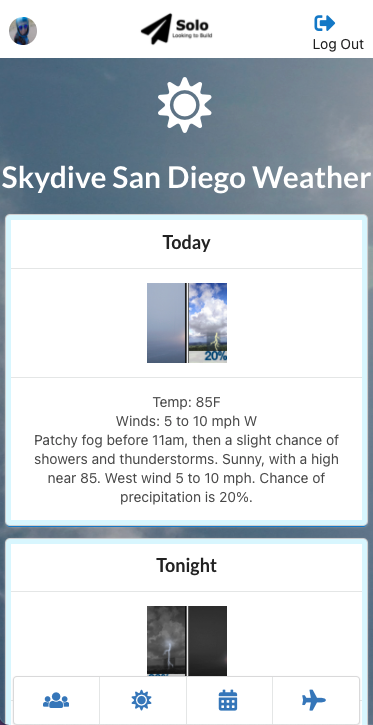 Solo
Looking to Build
Log Out
Skydive San Diego Weather
Today
20%
Temp: 85F
Winds: 5 to 10 mph W
Patchy fog before 11am, then a slight chance of
showers and thunderstorms. Sunny, with a high
near 85. West wind 5 to 10 mph. Chance of
precipitation is 20%.
Tonight